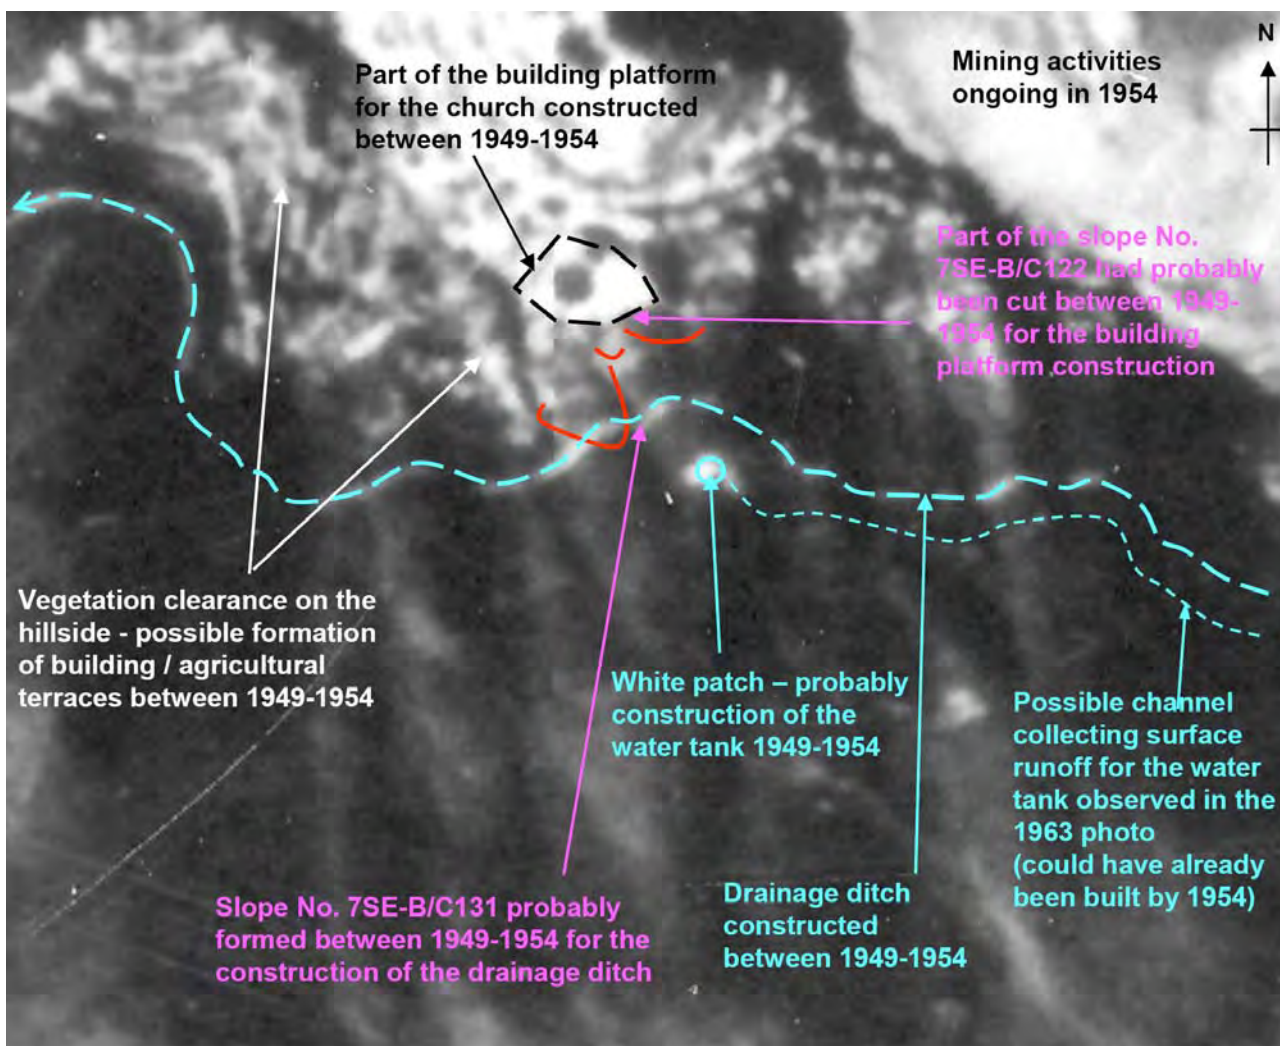 N
Mining activities
ongoing in 1954
Part of the building platform
for the church constructed
between 1949-1954
Part of the slope No.
7SE-B/C122 had probably
been cut between 1949-
1954 for the building
platform construction
Vegetation clearance on the
hillside - possible formation
of building / agricultural
terraces between 1949-1954
White patch – probably
construction of the
water tank 1949-1954
Possible channel
collecting surface
runoff for the water
tank observed in the
1963 photo
(could have already
been built by 1954)
Drainage ditch
constructed
between 1949-1954
Slope No. 7SE-B/C131 probably
formed between 1949-1954 for the
construction of the drainage ditch